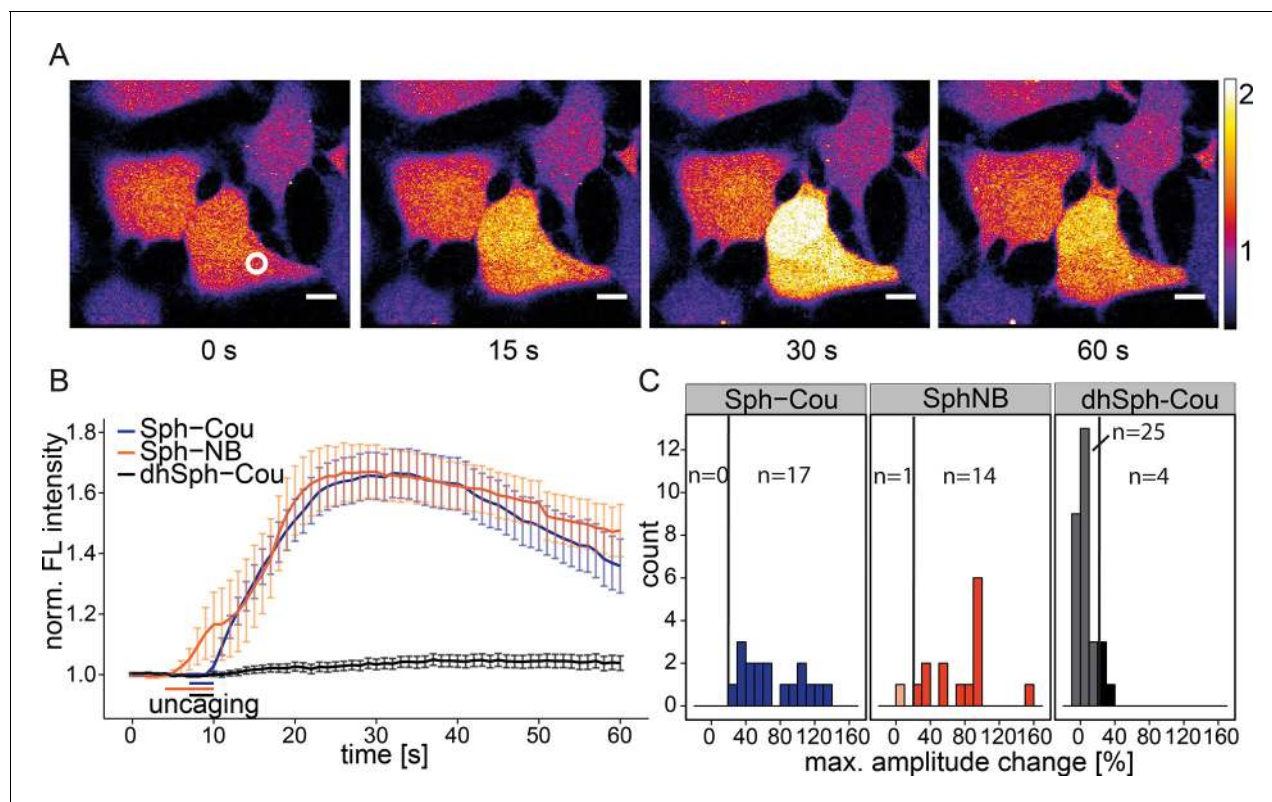 A
2
1
0 s 15 s 30 s 60 s
B
Sph−Cou
Sph−NB
dhSph−Cou
norm. FL intensity
1.8
1.6
1.4
1.2
1.0
uncaging
0 10 20 30 40 50 60
time [s]
C
Sph−Cou SphNB dhSph-Cou
n=0 n=17 n=1 n=14 n=25 n=4
count
12
10
8
6
4
2
0
0 40 80 120 160 0 40 80 120 160 0 40 80 120 160
max. amplitude change [%]